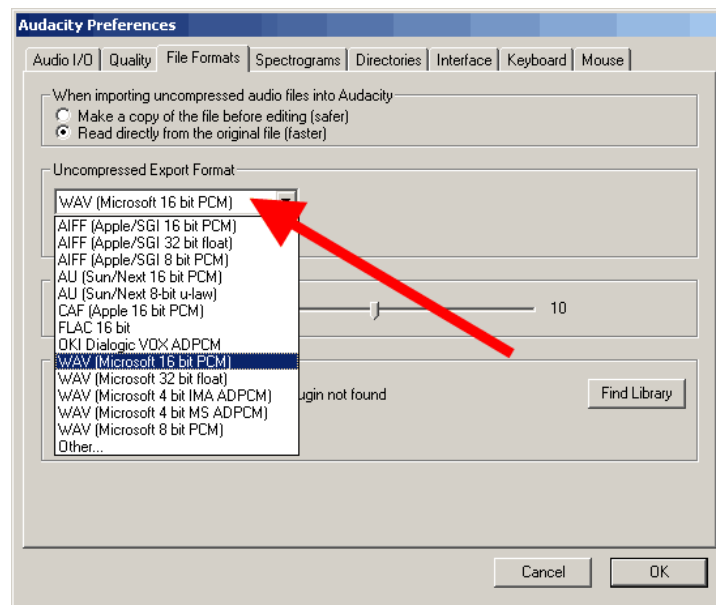 Audacity Preferences
Audio I/O Quality File Formats Spectrograms Directories Interface Keyboard Mouse
When importing uncompressed audio files into Audacity
Make a copy of the file before editing (safer)
Read directly from the original file (faster)
Uncompressed Export Format
WAV (Microsoft 16 bit PCM)
AIFF (Apple/SGI 16 bit PCM)
AIFF (Apple/SGI 32 bit float)
AIFF (Apple/SGI 8 bit PCM)
AU (Sun/Next 16 bit PCM)
AU (Sun/Next 8-bit u-law)
CAF (Apple 16 bit PCM)
FLAC 16 bit
10
OKI Dialogic VOX ADPCM
WAV (Microsoft 16 bit PCM)
WAV (Microsoft 32 bit float)
WAV (Microsoft 4 bit IMA ADPCM) not found
Find Library
WAV (Microsoft 4 bit MS ADPCM)
WAV (Microsoft 8 bit PCM)
Other...
Cancel OK